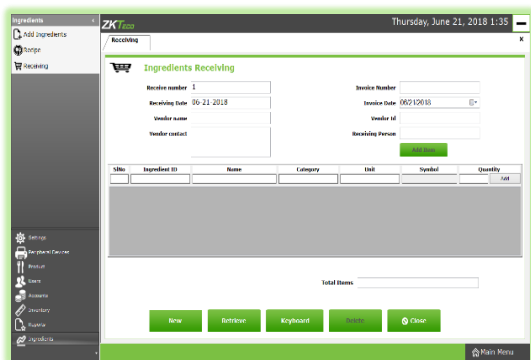 Ingredients
Add Ingredients
Recipe
Receiving
ZKTeco
Thursday, June 21, 2018 1:35
Receiving
x
Ingredients Receiving
Receive number 1
Invoice Number
Receiving Date 06-21-2018
Invoice Date 06/21/2018
Vendor name
Vendor Id
Vendor contact
Receiving Person
Add Item
SlNo Ingredient ID Name Category Unit Symbol Quantity
Add
Settings
Peripheral Devices
Product
Users
Accounts
Inventory
Reports
Ingredients
Total Items
New Retrieve Keyboard Delete Close
Main Menu